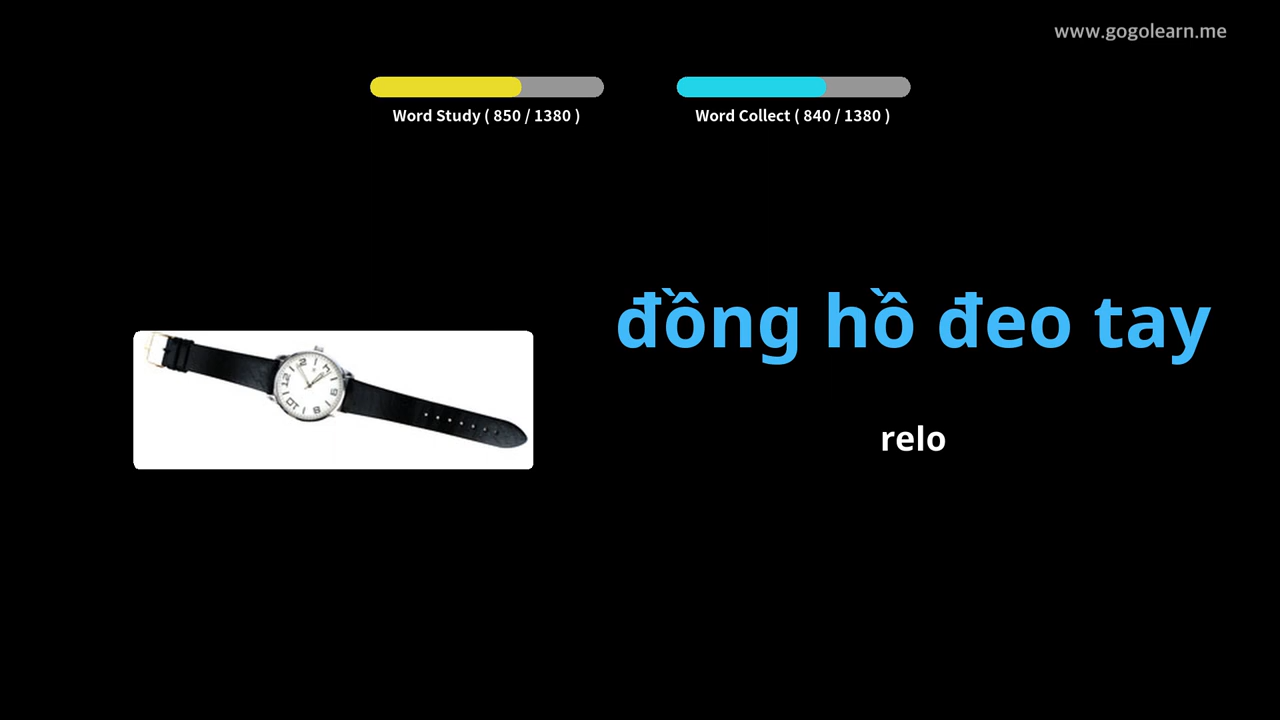 www.gogolearn.me
Word Study ( 850 / 1380 )
Word Collect ( 840 / 1380 )
đồng hồ đeo tay
relo